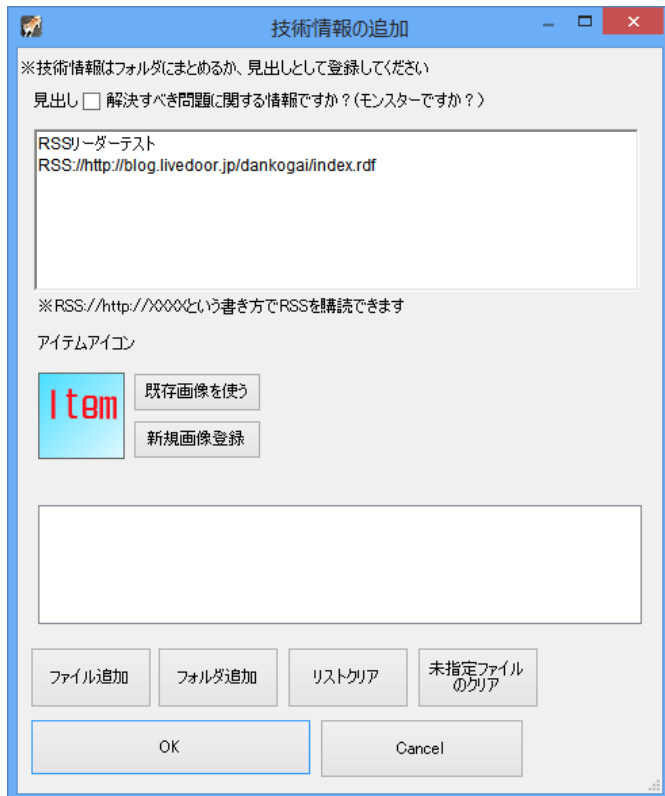 技術情報の追加
※技術情報はフォルダにまとめるか、見出しとして登録してください
見出し 解決すべき問題に関する情報ですか？(モンスターですか？)
RSSリーダーテスト
RSS://http://blog.livedoor.jp/dankogai/index.rdf
※RSS://http://XXXXという書き方でRSSを購読できます
アイテムアイコン
Item
既存画像を使う
新規画像登録
ファイル追加
フォルダ追加
リストクリア
未指定ファイル
のクリア
OK
Cancel